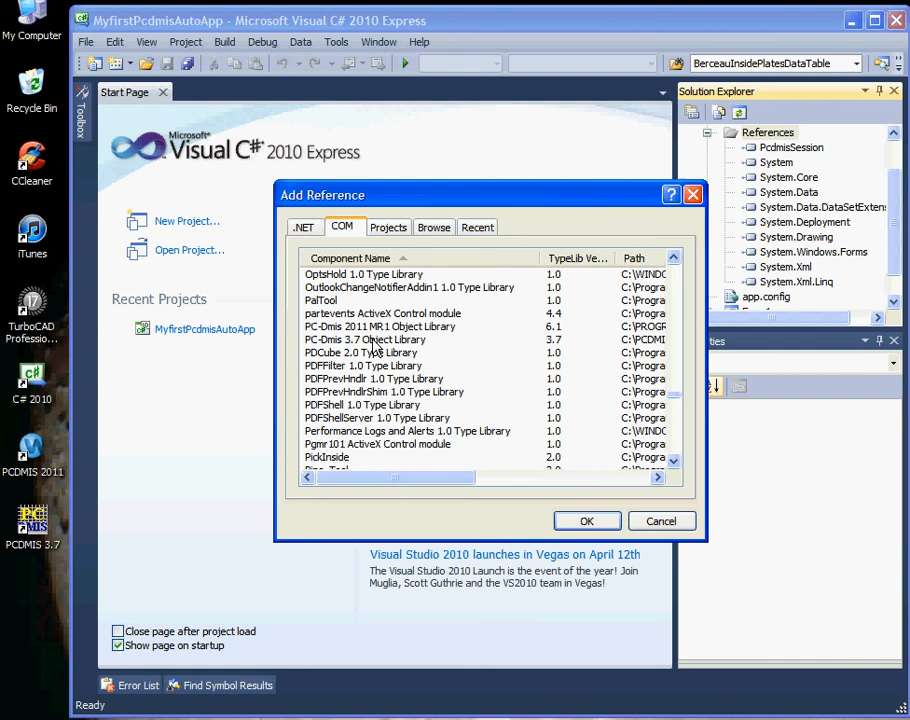 My Computer
Recycle Bin
CCleaner
iTunes
TurboCAD
Professio...
C# 2010
PCDMIS 2011
PCDMIS 3.7
MyfirstPcdmisAutoApp - Microsoft Visual C# 2010 Express
File Edit View Project Build Debug Data Tools Window Help
BerceauInsidePlatesDataTable
Toolbox
Start Page
Microsoft®
Visual C#® 2010 Express
New Project...
Open Project...
Recent Projects
MyfirstPcdmisAutoApp
Add Reference
.NET COM Projects Browse Recent
Component Name TypeLib Ve... Path
OptsHold 1.0 Type Library 1.0 C:\WINDO
OutlookChangeNotifierAddin1 1.0 Type Library 1.0 C:\Progra
PalTool 1.0 C:\Progra
partevents ActiveX Control module 4.4 C:\Progra
PC-Dmis 2011 MR1 Object Library 6.1 C:\PROGR
PC-Dmis 3.7 Object Library 3.7 C:\PCDMI
PDCube 2.0 Type Library 1.0 C:\Progra
PDFFilter 1.0 Type Library 1.0 C:\Progra
PDFPrevHndlr 1.0 Type Library 1.0 C:\Progra
PDFPrevHndlrShim 1.0 Type Library 1.0 C:\Progra
PDFShell 1.0 Type Library 1.0 C:\Progra
PDFShellServer 1.0 Type Library 1.0 C:\Progra
Performance Logs and Alerts 1.0 Type Library 1.0 C:\WINDO
Pgmr101 ActiveX Control module 1.0 C:\Progra
PickInside 2.0 C:\Progra
OK Cancel
Visual Studio 2010 launches in Vegas on April 12th
The Visual Studio 2010 Launch is the event of the year! Join
Muglia, Scott Guthrie and the VS2010 team in Vegas!
Close page after project load
Show page on startup
Error List Find Symbol Results
Ready
Solution Explorer
References
PcdmisSession
System
System.Core
System.Data
System.Data.DataSetExten
System.Deployment
System.Drawing
System.Windows.Forms
System.Xml
System.Xml.Linq
app.config
ties